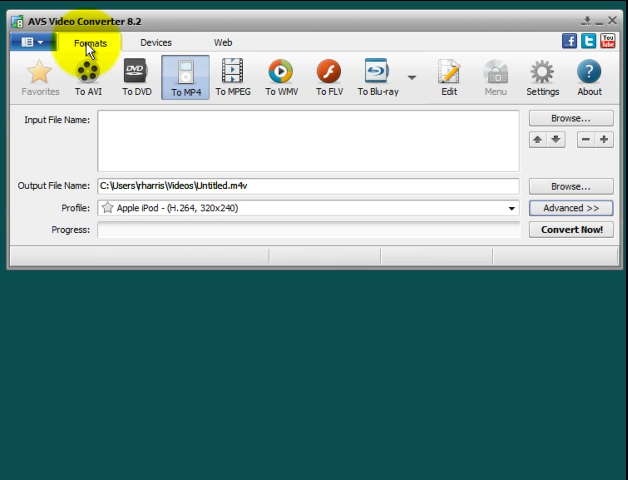 AVS Video Converter 8.2
Formats Devices Web
f t You Tube
Favorites To AVI To DVD To MP4 To MPEG To WMV To FLV To Blu-ray Edit Menu Settings About
Input File Name: Browse...
Output File Name: C:\Users\rharris\Videos\Untitled.m4v Browse...
Profile: Apple iPod - (H.264, 320x240) Advanced >>
Progress: Convert Now!